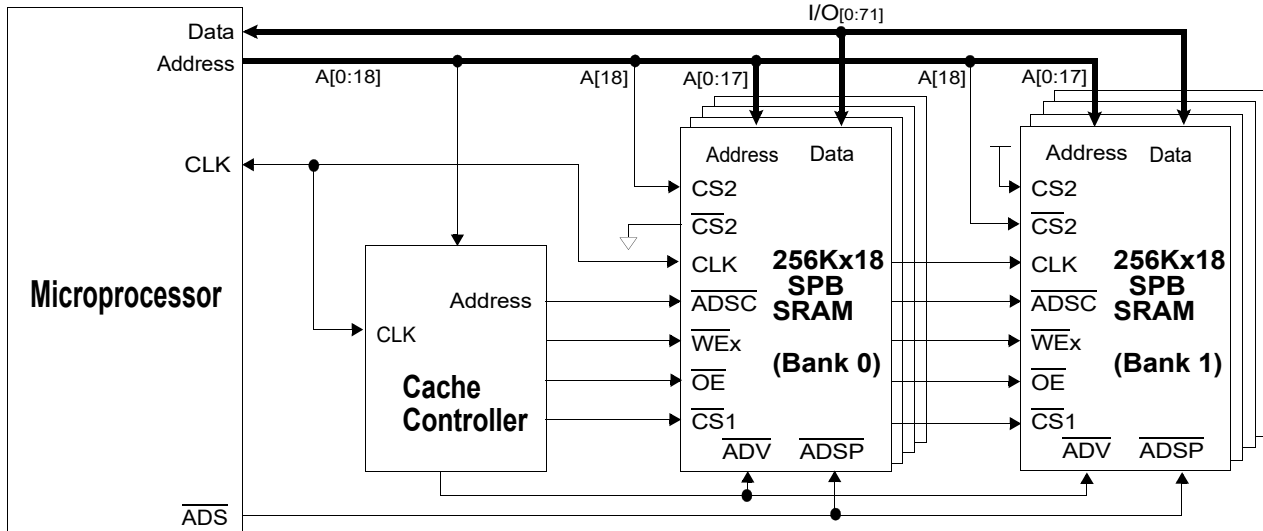 I/O[0:71]
Data
Address
A[0:18]
A[18]
A[0:17]
A[18]
A[0:17]
CLK
Microprocessor
ADS
Address
CLK
Cache
Controller
Address Data
CS2
CS2
CLK
ADSC
WEx
OE
CS1
ADV ADSP
256Kx18
SPB
SRAM
(Bank 0)
Address Data
CS2
CS2
CLK
ADSC
WEx
OE
CS1
ADV ADSP
256Kx18
SPB
SRAM
(Bank 1)